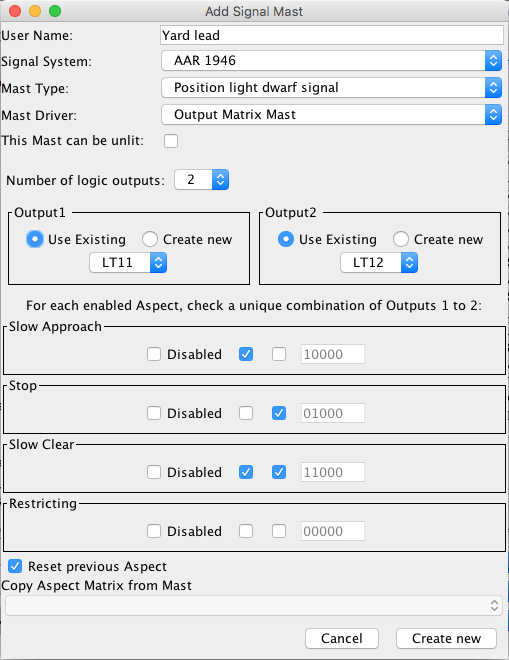 Add Signal Mast
User Name: Yard lead
Signal System: AAR 1946
Mast Type: Position light dwarf signal
Mast Driver: Output Matrix Mast
This Mast can be unlit:
Number of logic outputs: 2
Output1 Output2
Use Existing Create new Use Existing Create new
LT11 LT12
For each enabled Aspect, check a unique combination of Outputs 1 to 2:
Slow Approach
Disabled 10000
Stop
Disabled 01000
Slow Clear
Disabled 11000
Restricting
Disabled 00000
Reset previous Aspect
Copy Aspect Matrix from Mast
Cancel Create new